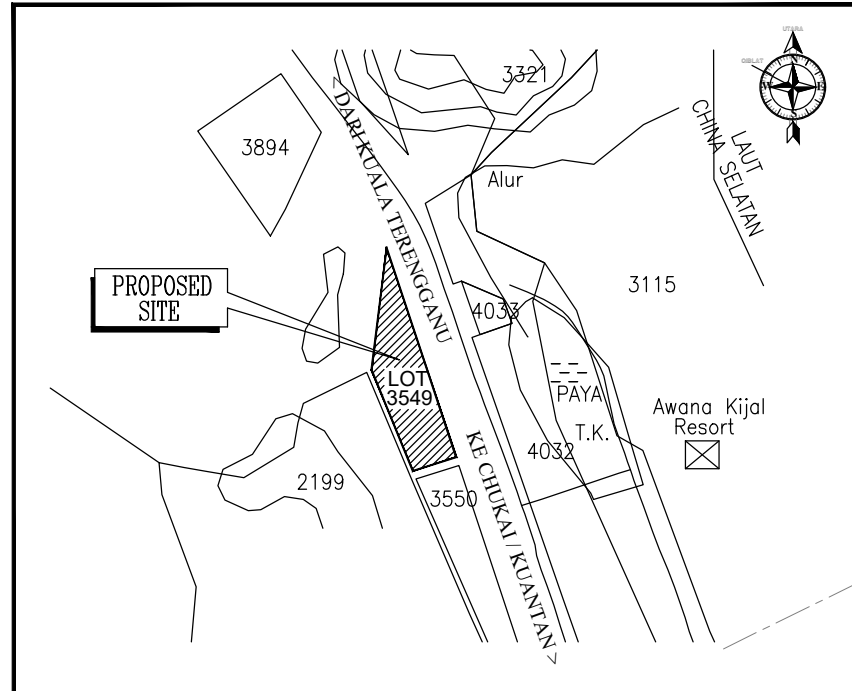 UTARA
QIBLAT
N
W
E
S
3321
3894
<DARI KUALA TERENGGANU
LAUT
CHINA SELATAN
Alur
3115
PROPOSED
SITE
4033
LOT
3549
PAYA
T.K.
4032
Awana Kijal
Resort
2199
3550
KE CHUKAI / KUANTAN>